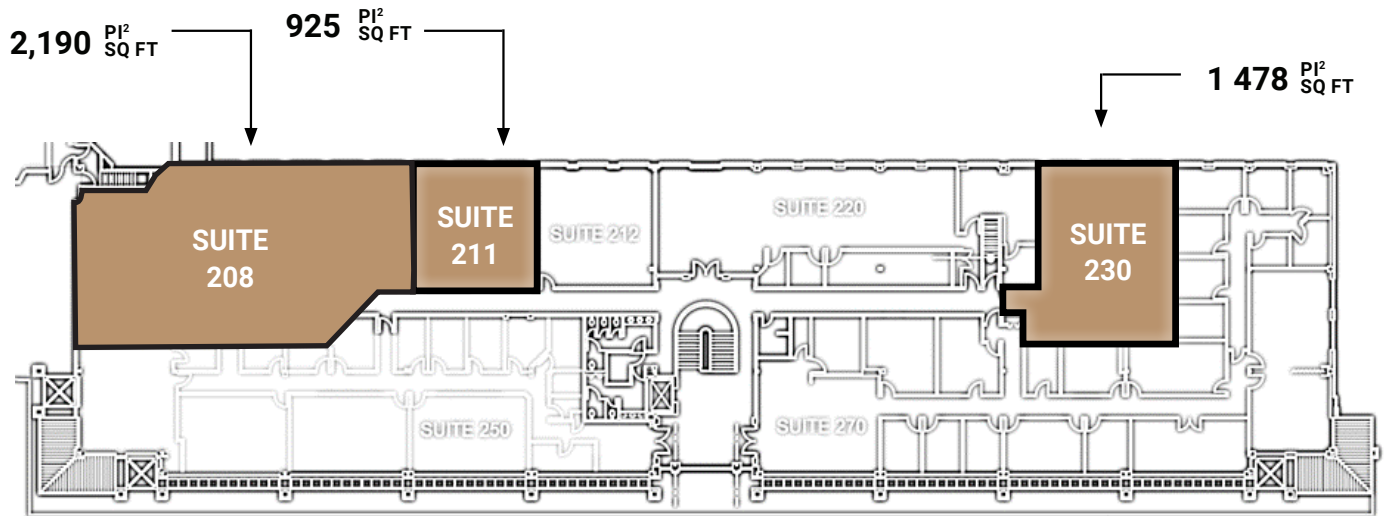 2,190 PI²
SQ FT
925 PI²
SQ FT
1 478 PI²
SQ FT
SUITE
208
SUITE
211
SUITE 212
SUITE 220
SUITE
230
SUITE 250
SUITE 270